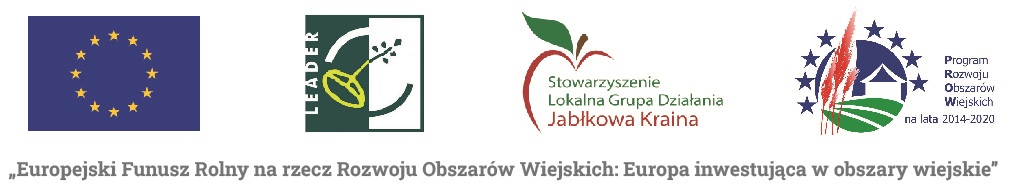 LEADER
Stowarzyszenie
Lokalna Grupa Działania
Jabłkowa Kraina
Program
Rozwoju
Obszarów
Wiejskich
na lata 2014-2020
„Europejski Funusz Rolny na rzecz Rozwoju Obszarów Wiejskich: Europa inwestująca w obszary wiejskie”